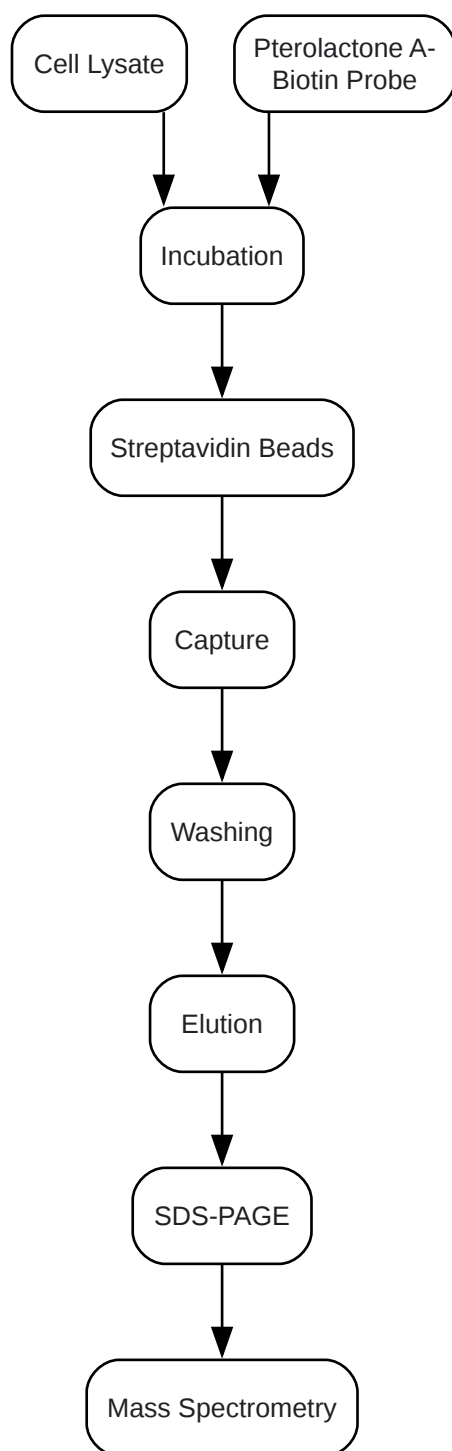 Cell Lysate
Pterolactone A-
Biotin Probe
Incubation
Streptavidin Beads
Capture
Washing
Elution
SDS-PAGE
Mass Spectrometry